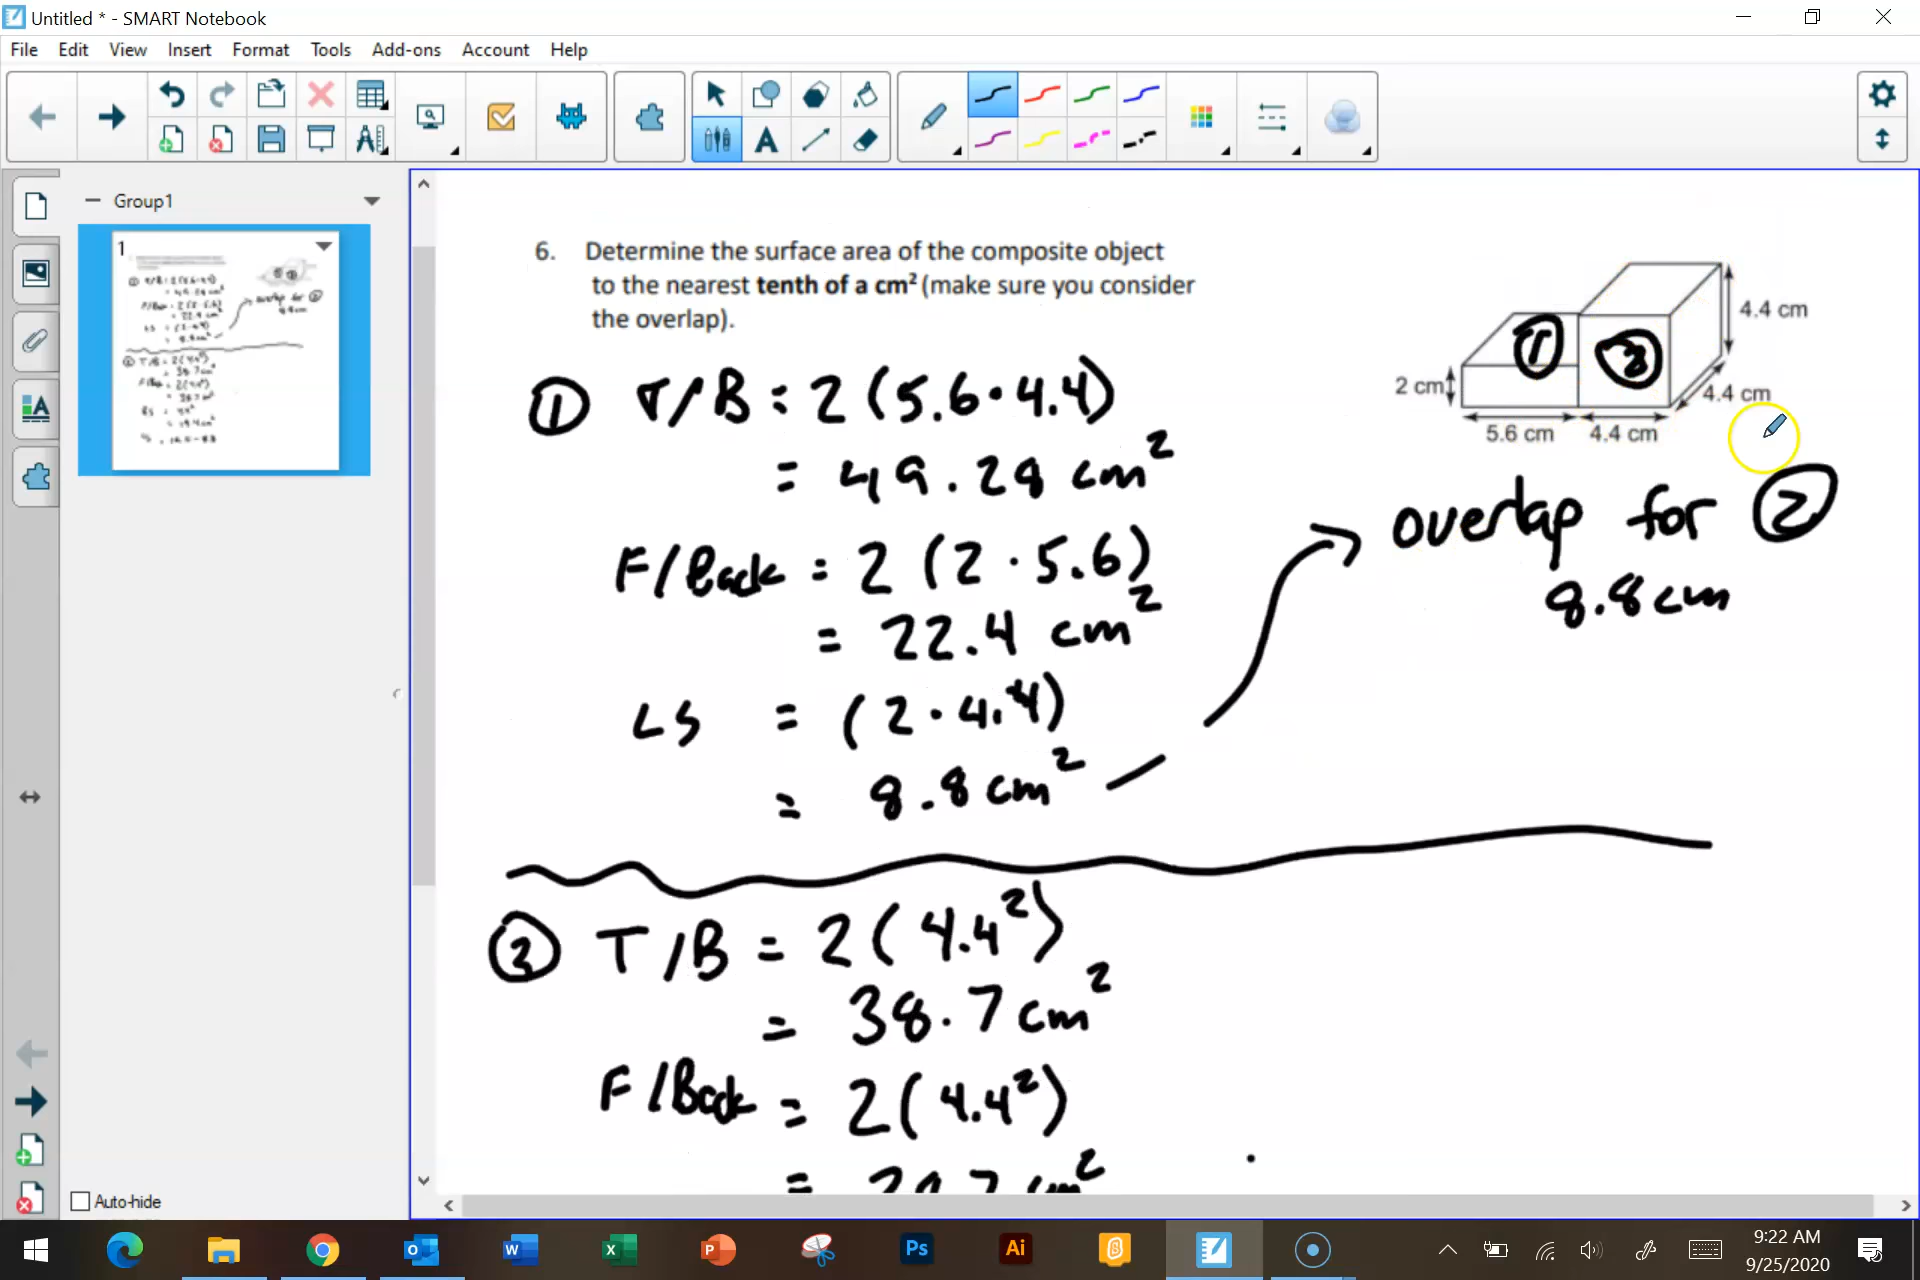 Untitled * - SMART Notebook
File Edit View Insert Format Tools Add-ons Account Help
Group1
1
6. Determine the surface area of the composite object
to the nearest tenth of a cm² (make sure you consider
the overlap).
4.4 cm
2 cm
4.4 cm
5.6 cm 4.4 cm
① T/B = 2(5.6·4.4)
= 49.28 cm²
F/Back = 2(2·5.6)
= 22.4 cm²
LS = (2·4.4)
= 8.8 cm²
overlap for ②
8.8cm
② T/B = 2(4.4²)
= 38.7 cm²
F/Back = 2(4.4²)
Auto-hide
W X P Ps Ai
9:22 AM
9/25/2020